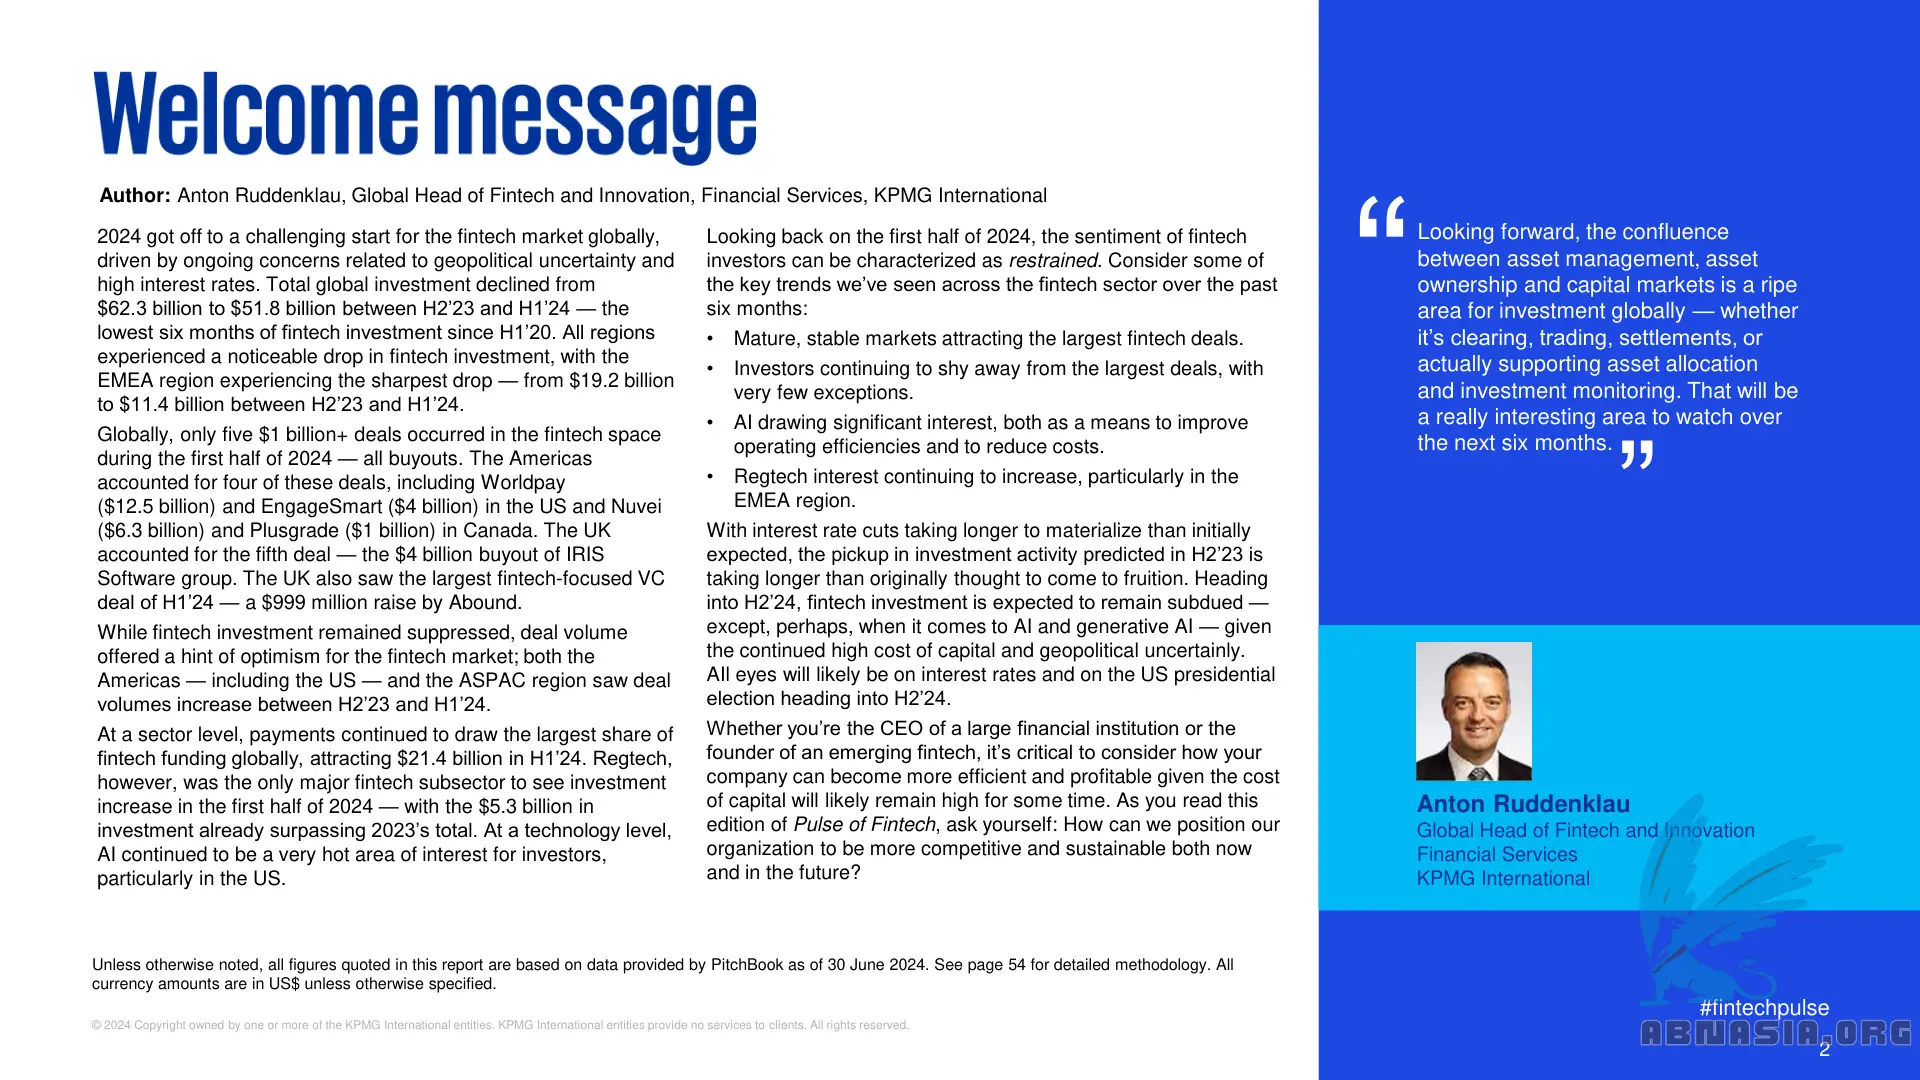 Welcome message
Author: Anton Ruddenklau, Global Head of Fintech and Innovation, Financial Services, KPMG International
2024 got off to a challenging start for the fintech market globally,
driven by ongoing concerns related to geopolitical uncertainty and
high interest rates. Total global investment declined from
$62.3 billion to $51.8 billion between H2’23 and H1’24 — the
lowest six months of fintech investment since H1’20. All regions
experienced a noticeable drop in fintech investment, with the
EMEA region experiencing the sharpest drop — from $19.2 billion
to $11.4 billion between H2’23 and H1’24.
Globally, only five $1 billion+ deals occurred in the fintech space
during the first half of 2024 — all buyouts. The Americas
accounted for four of these deals, including Worldpay
($12.5 billion) and EngageSmart ($4 billion) in the US and Nuvei
($6.3 billion) and Plusgrade ($1 billion) in Canada. The UK
accounted for the fifth deal — the $4 billion buyout of IRIS
Software group. The UK also saw the largest fintech-focused VC
deal of H1’24 — a $999 million raise by Abound.
While fintech investment remained suppressed, deal volume
offered a hint of optimism for the fintech market; both the
Americas — including the US — and the ASPAC region saw deal
volumes increase between H2’23 and H1’24.
At a sector level, payments continued to draw the largest share of
fintech funding globally, attracting $21.4 billion in H1’24. Regtech,
however, was the only major fintech subsector to see investment
increase in the first half of 2024 — with the $5.3 billion in
investment already surpassing 2023’s total. At a technology level,
AI continued to be a very hot area of interest for investors,
particularly in the US.
Looking back on the first half of 2024, the sentiment of fintech
investors can be characterized as restrained. Consider some of
the key trends we’ve seen across the fintech sector over the past
six months:
• Mature, stable markets attracting the largest fintech deals.
• Investors continuing to shy away from the largest deals, with
very few exceptions.
• AI drawing significant interest, both as a means to improve
operating efficiencies and to reduce costs.
• Regtech interest continuing to increase, particularly in the
EMEA region.
With interest rate cuts taking longer to materialize than initially
expected, the pickup in investment activity predicted in H2’23 is
taking longer than originally thought to come to fruition. Heading
into H2’24, fintech investment is expected to remain subdued —
except, perhaps, when it comes to AI and generative AI — given
the continued high cost of capital and geopolitical uncertainly.
All eyes will likely be on interest rates and on the US presidential
election heading into H2’24.
Whether you’re the CEO of a large financial institution or the
founder of an emerging fintech, it’s critical to consider how your
company can become more efficient and profitable given the cost
of capital will likely remain high for some time. As you read this
edition of Pulse of Fintech, ask yourself: How can we position our
organization to be more competitive and sustainable both now
and in the future?
“ Looking forward, the confluence
between asset management, asset
ownership and capital markets is a ripe
area for investment globally — whether
it’s clearing, trading, settlements, or
actually supporting asset allocation
and investment monitoring. That will be
a really interesting area to watch over
the next six months. ”
Anton Ruddenklau
Global Head of Fintech and Innovation
Financial Services
KPMG International
Unless otherwise noted, all figures quoted in this report are based on data provided by PitchBook as of 30 June 2024. See page 54 for detailed methodology. All
currency amounts are in US$ unless otherwise specified.
© 2024 Copyright owned by one or more of the KPMG International entities. KPMG International entities provide no services to clients. All rights reserved.
#fintechpulse
ABNASIA.ORG
2